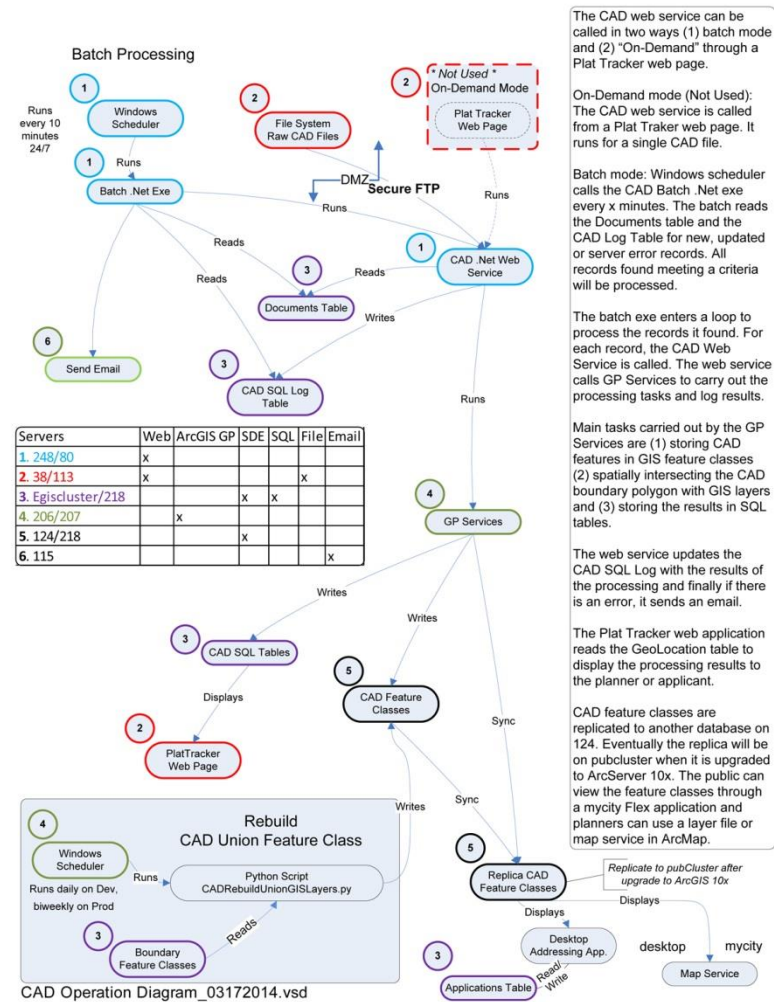 Batch Processing
1
Windows
Scheduler
Runs
every 10
minutes
24/7
Runs
1
Batch .Net Exe
2
File System
Raw CAD Files
2
* Not Used *
On-Demand Mode
Plat Tracker
Web Page
DMZ
Secure FTP
Runs
Runs
Reads
Reads
3
Documents Table
Reads
1
CAD .Net Web
Service
Writes
6
Send Email
3
CAD SQL Log
Table
Runs
Servers Web ArcGIS GP SDE SQL File Email
1. 248/80 x
2. 38/113 x x
3. Egiscluster/218 x x
4. 206/207 x
5. 124/218 x
6. 115 x
4
GP Services
Writes
Writes
Sync
3
CAD SQL Tables
Displays
2
PlatTracker
Web Page
5
CAD Feature
Classes
Writes
Sync
Rebuild
CAD Union Feature Class
4
Windows
Scheduler
Runs daily on Dev,
biweekly on Prod
Runs
Python Script
CADRebuildUnionGISLayers.py
3
Boundary
Feature Classes
Reads
5
Replica CAD
Feature Classes
Replicate to pubCluster after
upgrade to ArcGIS 10x
Displays
Displays
Desktop
Addressing App.
desktop
mycity
Map Service
3
Applications Table
Read/
Write
CAD Operation Diagram_03172014.vsd
The CAD web service can be
called in two ways (1) batch mode
and (2) “On-Demand” through a
Plat Tracker web page.
On-Demand mode (Not Used):
The CAD web service is called
from a Plat Traker web page. It
runs for a single CAD file.
Batch mode: Windows scheduler
calls the CAD Batch .Net exe
every x minutes. The batch reads
the Documents table and the
CAD Log Table for new, updated
or server error records. All
records found meeting a criteria
will be processed.
The batch exe enters a loop to
process the records it found. For
each record, the CAD Web
Service is called. The web service
calls GP Services to carry out the
processing tasks and log results.
Main tasks carried out by the GP
Services are (1) storing CAD
features in GIS feature classes
(2) spatially intersecting the CAD
boundary polygon with GIS layers
and (3) storing the results in SQL
tables.
The web service updates the
CAD SQL Log with the results of
the processing and finally if there
is an error, it sends an email.
The Plat Tracker web application
reads the GeoLocation table to
display the processing results to
the planner or applicant.
CAD feature classes are
replicated to another database on
124. Eventually the replica will be
on pubcluster when it is upgraded
to ArcServer 10x. The public can
view the feature classes through
a mycity Flex application and
planners can use a layer file or
map service in ArcMap.